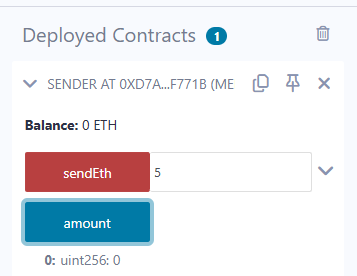 Deployed Contracts 1
SENDER AT 0XD7A...F771B (ME
Balance: 0 ETH
sendEth 5
amount
0: uint256: 0